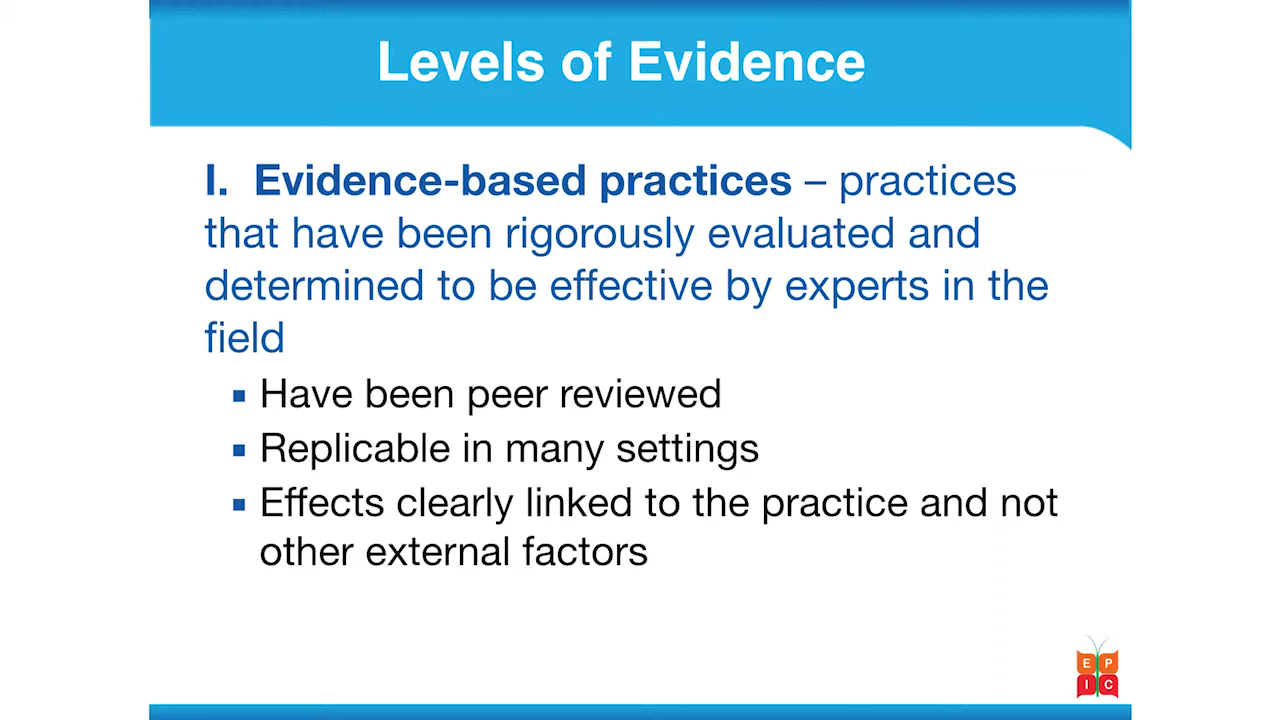 Levels of Evidence
I. Evidence-based practices – practices
that have been rigorously evaluated and
determined to be effective by experts in the
field
▪ Have been peer reviewed
▪ Replicable in many settings
▪ Effects clearly linked to the practice and not
other external factors
E P
I C